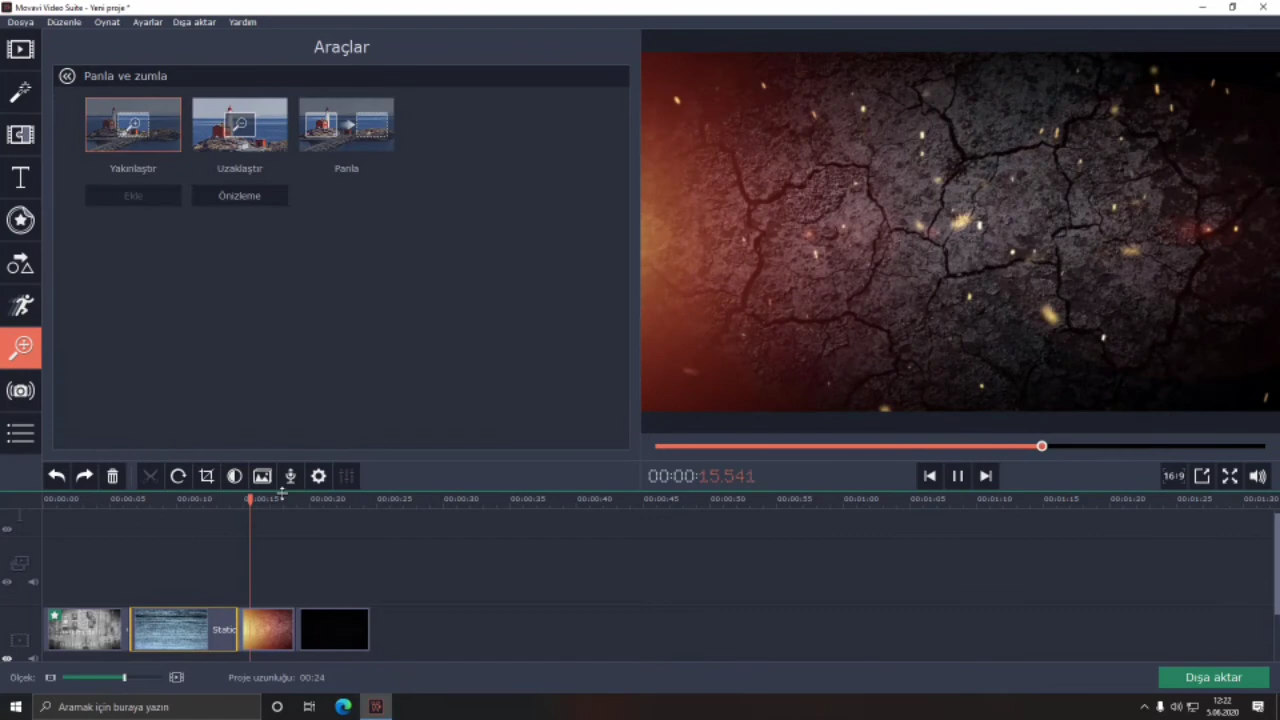 Movavi Video Suite - Yeni proje *
Dosya Düzenle Oynat Ayarlar Dışa aktar Yardım
Araçlar
Panla ve zumla
Yakınlaştır Uzaklaştır Panla
Ekle Önizleme
00:00:15.541
16:9
00:00:00 00:00:05 00:00:10 00:00:15 00:00:20 00:00:25 00:00:30 00:00:35 00:00:40 00:00:45 00:00:50 00:00:55 00:01:00 00:01:05 00:01:10 00:01:15 00:01:20 00:01:25 00:01:30
Static
Ölçek: Proje uzunluğu: 00:24
Dışa aktar
Aramak için buraya yazın
12:22
5.06.2020